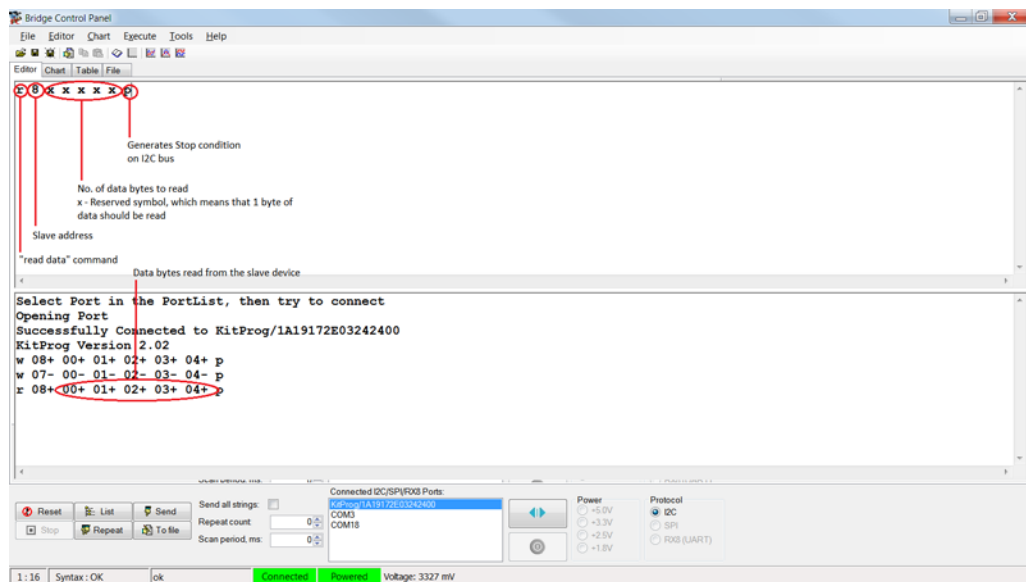 Bridge Control Panel
File Editor Chart Execute Tools Help
Editor Chart Table File
r 8 x x x x x p
Generates Stop condition
on I2C bus
No. of data bytes to read
x - Reserved symbol, which means that 1 byte of
data should be read
Slave address
"read data" command
Data bytes read from the slave device
Select Port in the PortList, then try to connect
Opening Port
Successfully Connected to KitProg/1A19172E03242400
KitProg Version 2.02
w 08+ 00+ 01+ 02+ 03+ 04+ p
w 07- 00- 01- 02- 03- 04- p
r 08+ 00+ 01+ 02+ 03+ 04+ p
Connected I2C/SPI/RX8 Ports:
Reset List Send
Stop Repeat To file
Send all strings:
Repeat count: 0
Scan period, ms: 0
KitProg/1A19172E03242400
COM3
COM18
Power
+5.0V
+3.3V
+2.5V
+1.8V
Protocol
I2C
SPI
RX8 (UART)
1 : 16 Syntax : OK ok Connected Powered Voltage: 3327 mV